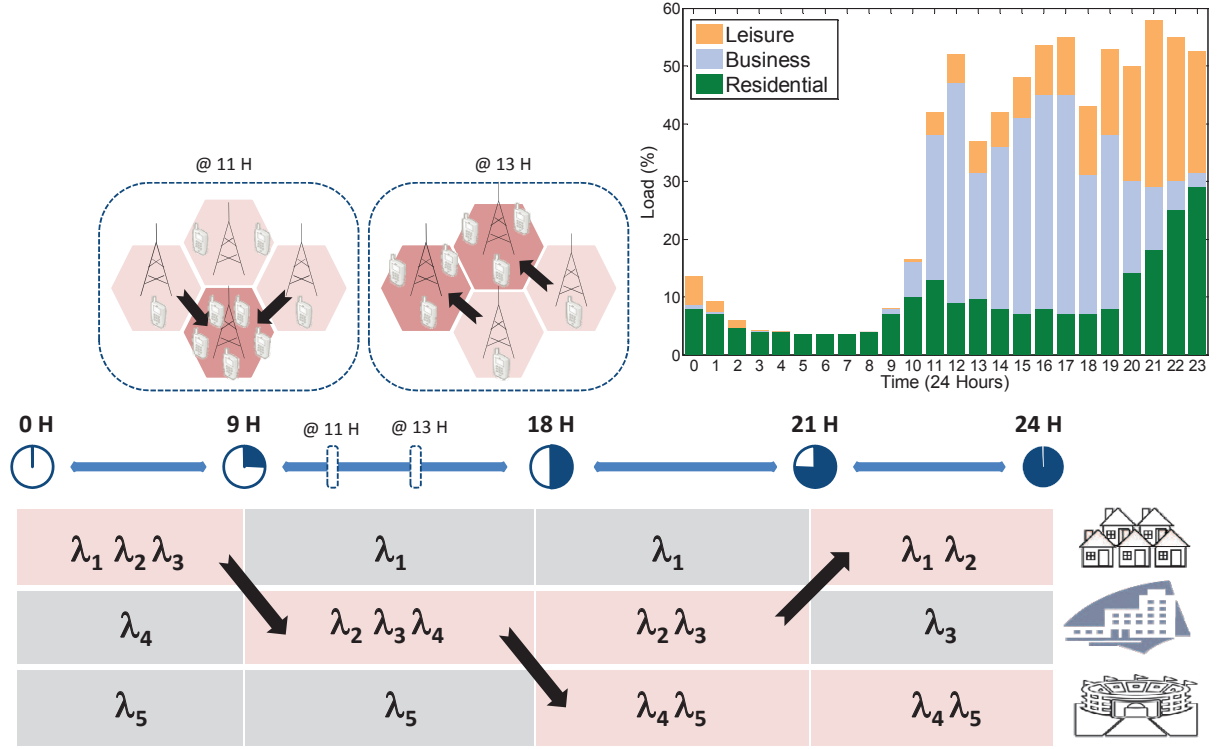 60
50
40
30
20
10
0
Load (%)
Leisure
Business
Residential
0 1 2 3 4 5 6 7 8 9 10 11 12 13 14 15 16 17 18 19 20 21 22 23
Time (24 Hours)
@ 11 H
@ 13 H
0 H
9 H
@ 11 H
@ 13 H
18 H
21 H
24 H
λ1 λ2 λ3
λ1
λ1
λ1 λ2
λ4
λ2 λ3 λ4
λ2 λ3
λ3
λ5
λ5
λ4 λ5
λ4 λ5